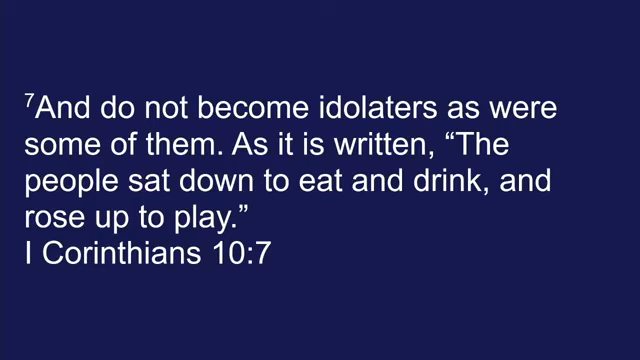 ⁷And do not become idolaters as were
some of them. As it is written, “The
people sat down to eat and drink, and
rose up to play.”
I Corinthians 10:7